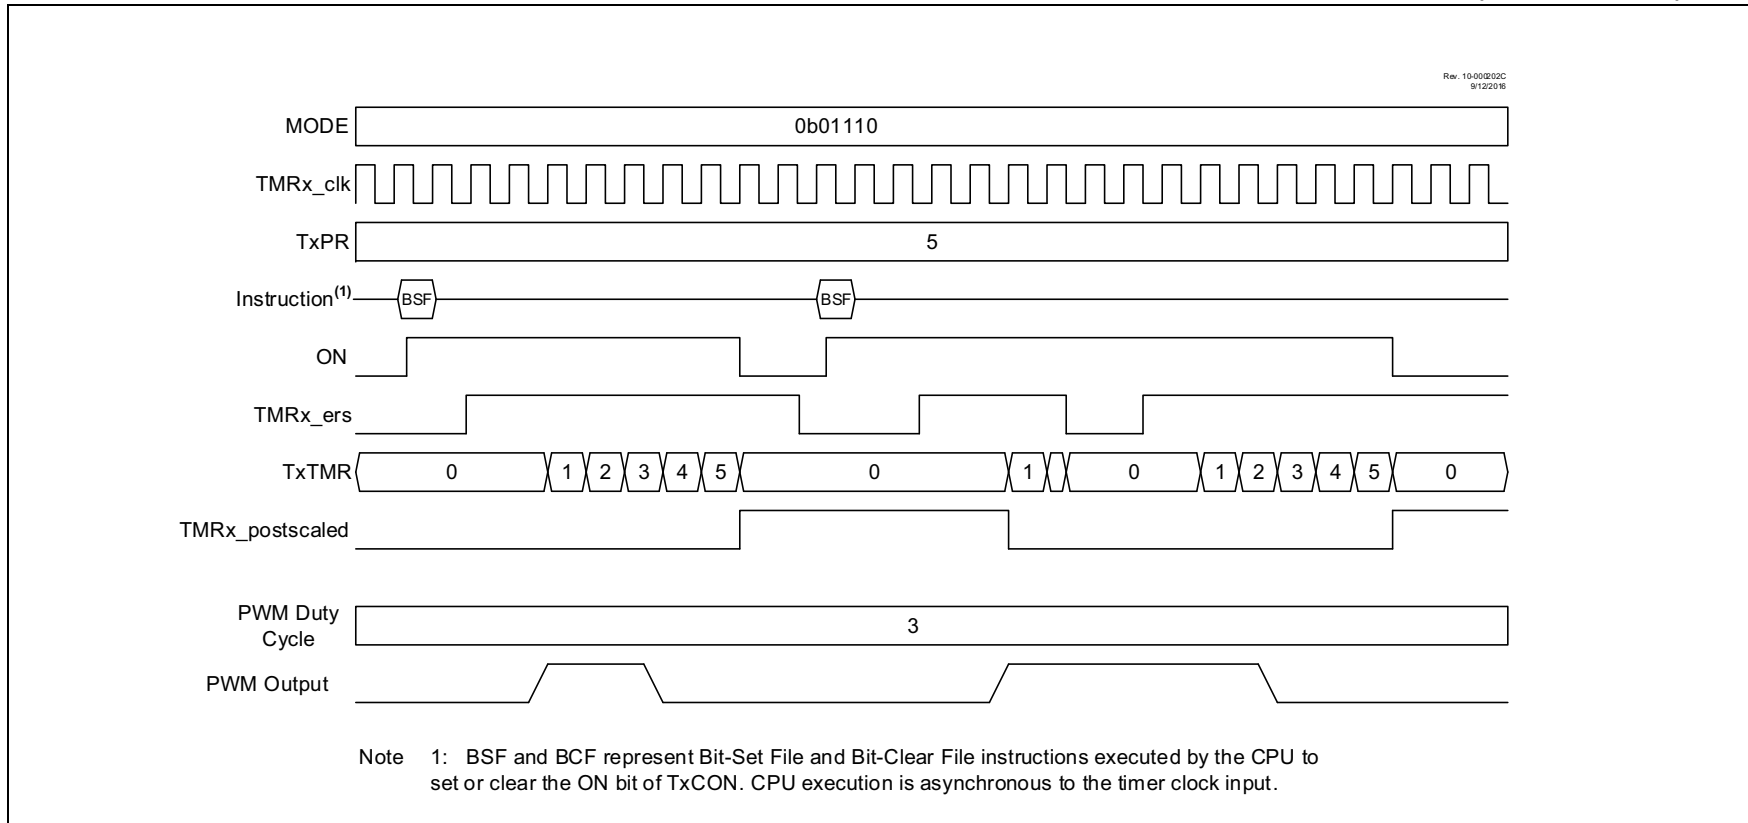 Rev. 10-000202C
9/12/2016
MODE 0b01110
TMRx_clk
TxPR 5
Instruction(1) BSF BSF
ON
TMRx_ers
TxTMR 0 1 2 3 4 5 0 1 0 1 2 3 4 5 0
TMRx_postscaled
PWM Duty
Cycle 3
PWM Output
Note 1: BSF and BCF represent Bit-Set File and Bit-Clear File instructions executed by the CPU to
set or clear the ON bit of TxCON. CPU execution is asynchronous to the timer clock input.